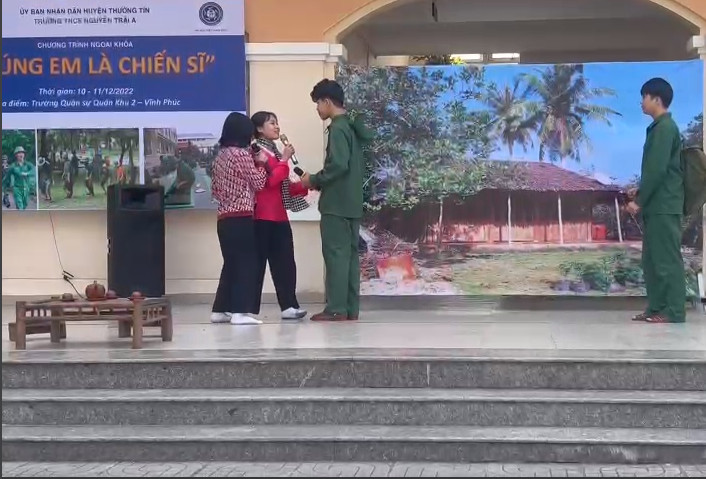 ỦY BAN NHÂN DÂN HUYỆN THƯỜNG TÍN
TRƯỜNG THCS NGUYỄN TRÃI A
CHƯƠNG TRÌNH NGOẠI KHÓA
ÚNG EM LÀ CHIẾN SĨ”
Thời gian: 10 - 11/12/2022
a điểm: Trường Quân sự Quân Khu 2 – Vĩnh Phúc